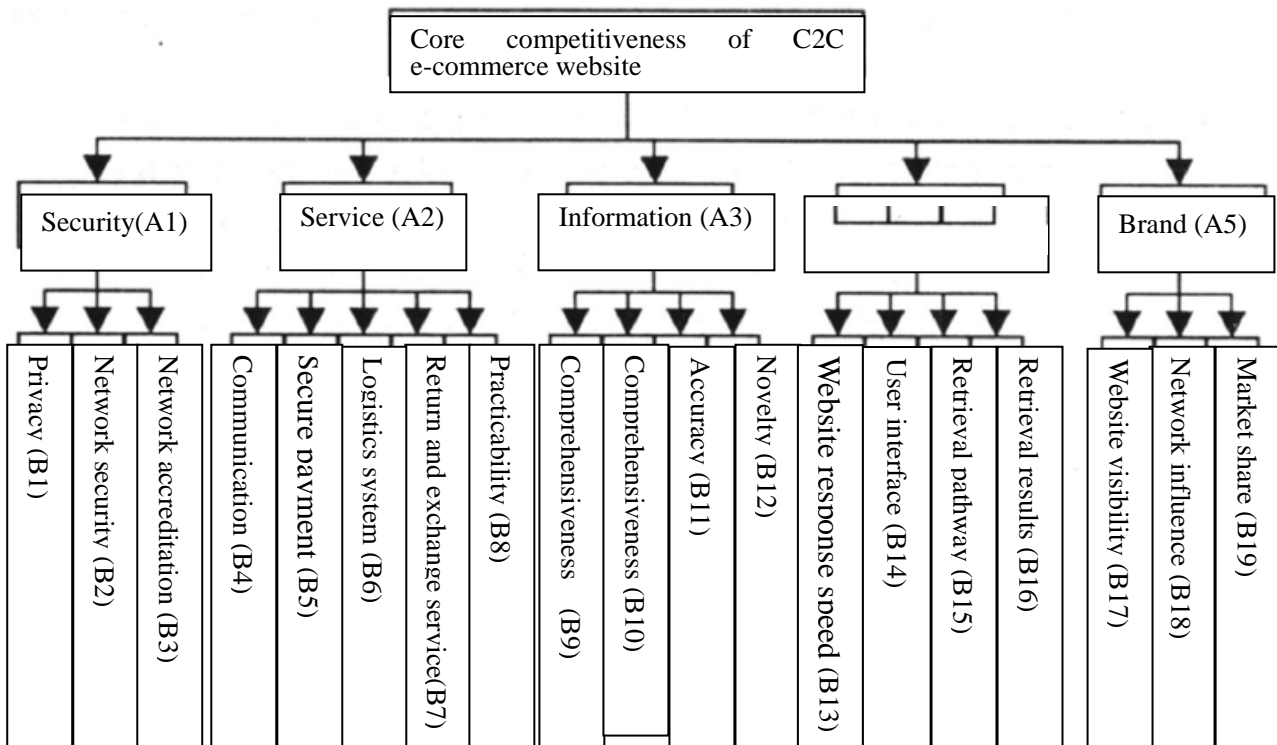 Core competitiveness of C2C
e-commerce website
Security(A1)
Service (A2)
Information (A3)
Brand (A5)
Privacy (B1)
Network security (B2)
Network accreditation (B3)
Communication (B4)
Secure payment (B5)
Logistics system (B6)
Return and exchange service(B7)
Practicability (B8)
Comprehensiveness (B9)
Comprehensiveness (B10)
Accuracy (B11)
Novelty (B12)
Website response speed (B13)
User interface (B14)
Retrieval pathway (B15)
Retrieval results (B16)
Website visibility (B17)
Network influence (B18)
Market share (B19)